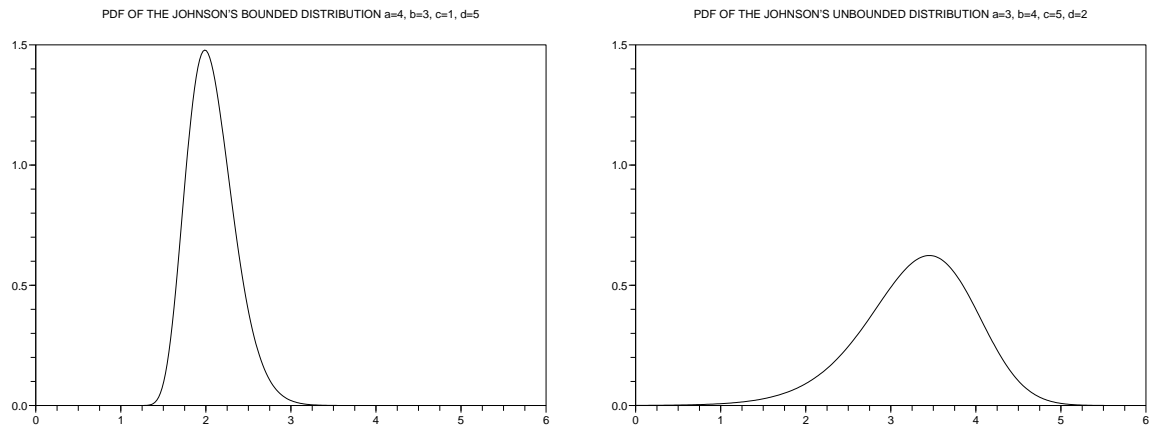 PDF OF THE JOHNSON'S BOUNDED DISTRIBUTION a=4, b=3, c=1, d=5
1.5
1.0
0.5
0.0
0 1 2 3 4 5 6
PDF OF THE JOHNSON'S UNBOUNDED DISTRIBUTION a=3, b=4, c=5, d=2
1.5
1.0
0.5
0.0
0 1 2 3 4 5 6